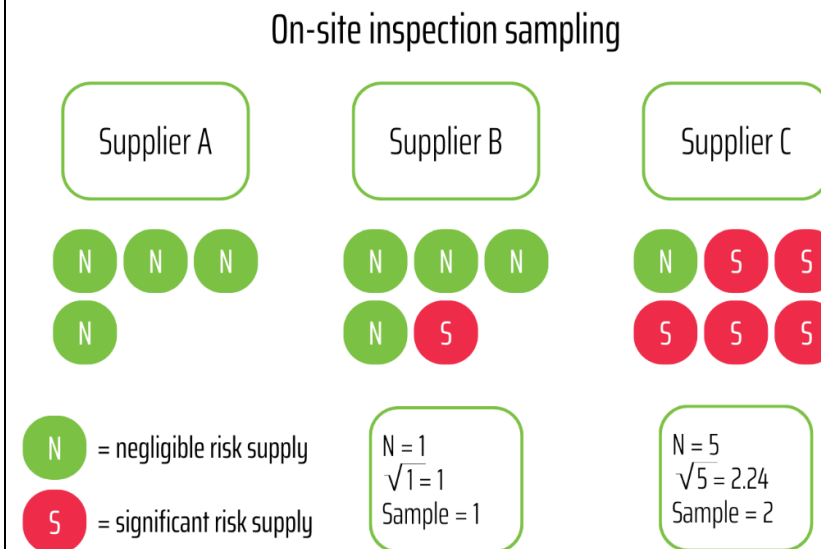 On-site inspection sampling
Supplier A
Supplier B
Supplier C
N N N
N
N N N
N S
N S S
S S S
N = negligible risk supply
S = significant risk supply
N = 1
√1 = 1
Sample = 1
N = 5
√5 = 2.24
Sample = 2